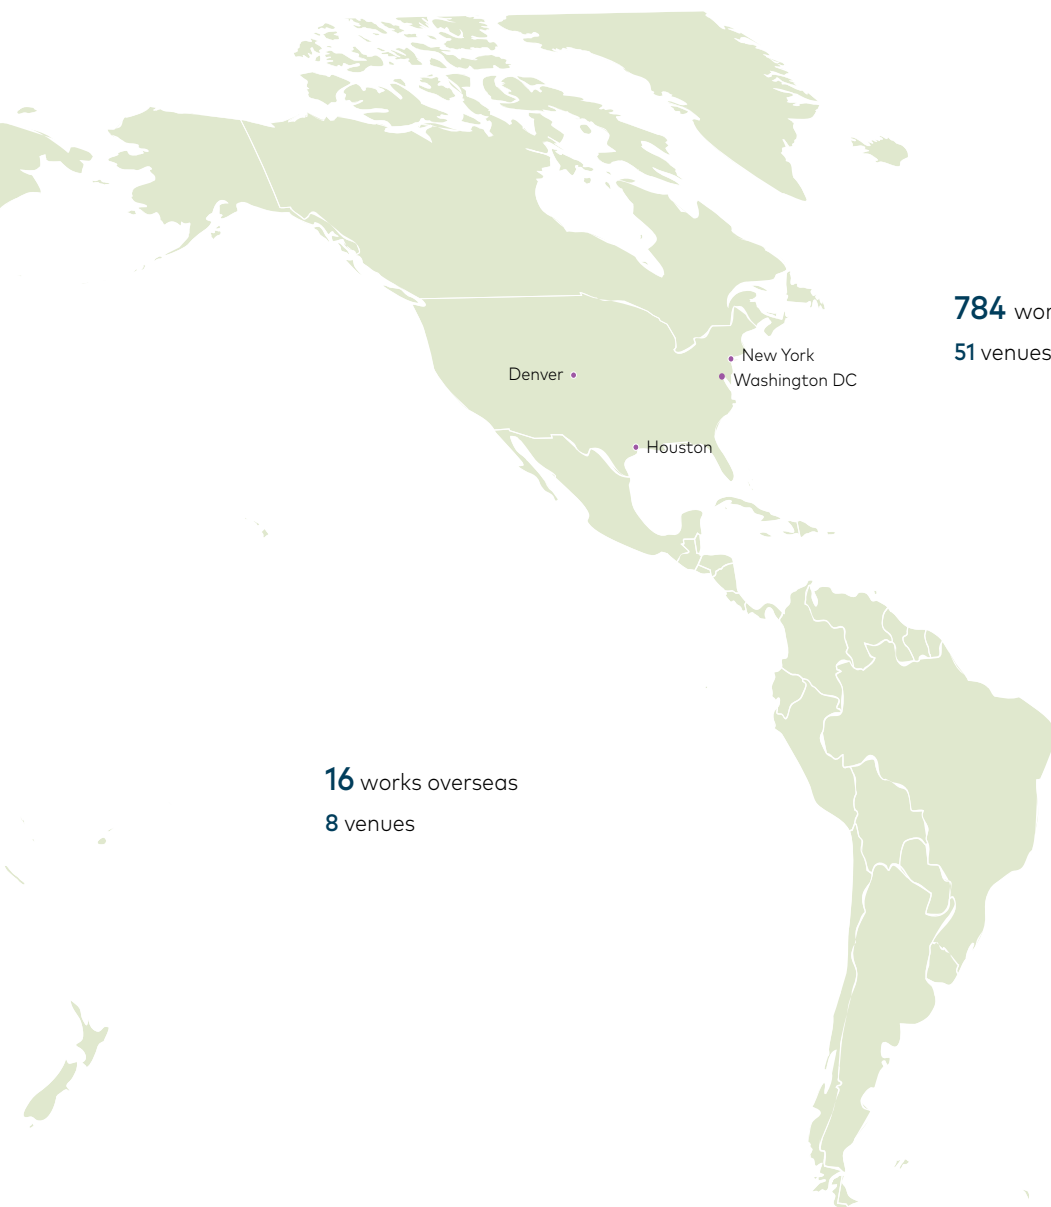 784
51 venues
New York
Denver
Washington DC
Houston
16 works overseas
8 venues